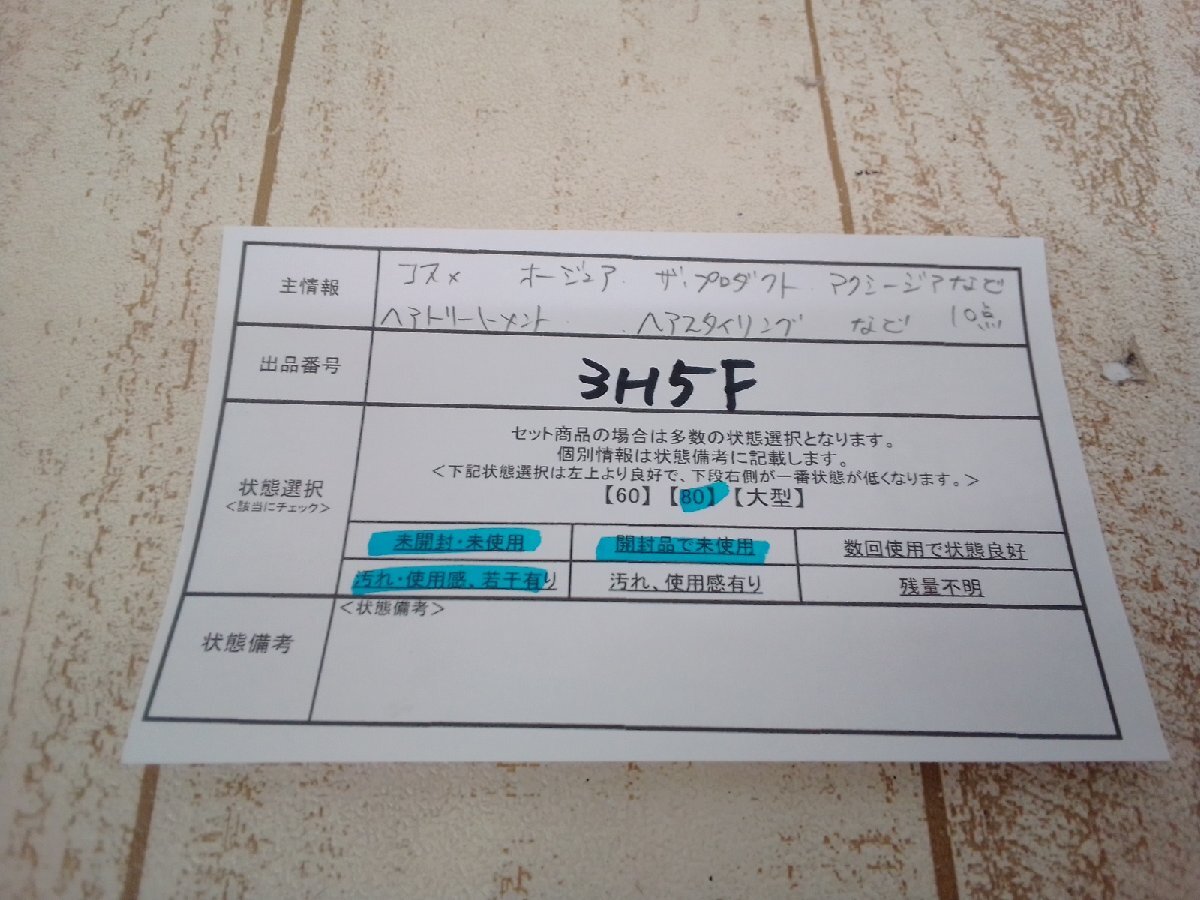 主情報
コスメ オージュア. ザ・プロダクト アクシージアなど
ヘアトリートメント. .ヘアスタイリング など 10点
出品番号
3H5F
状態選択
<該当にチェック>
セット商品の場合は多数の状態選択となります。
個別情報は状態備考に記載します。
<下記状態選択は左上より良好で、下段右側が一番状態が低くなります。>
【60】【80】【大型】
未開封・未使用 開封品で未使用 数回使用で状態良好
汚れ・使用感、若干有り 汚れ、使用感有り 残量不明
状態備考
<状態備考>